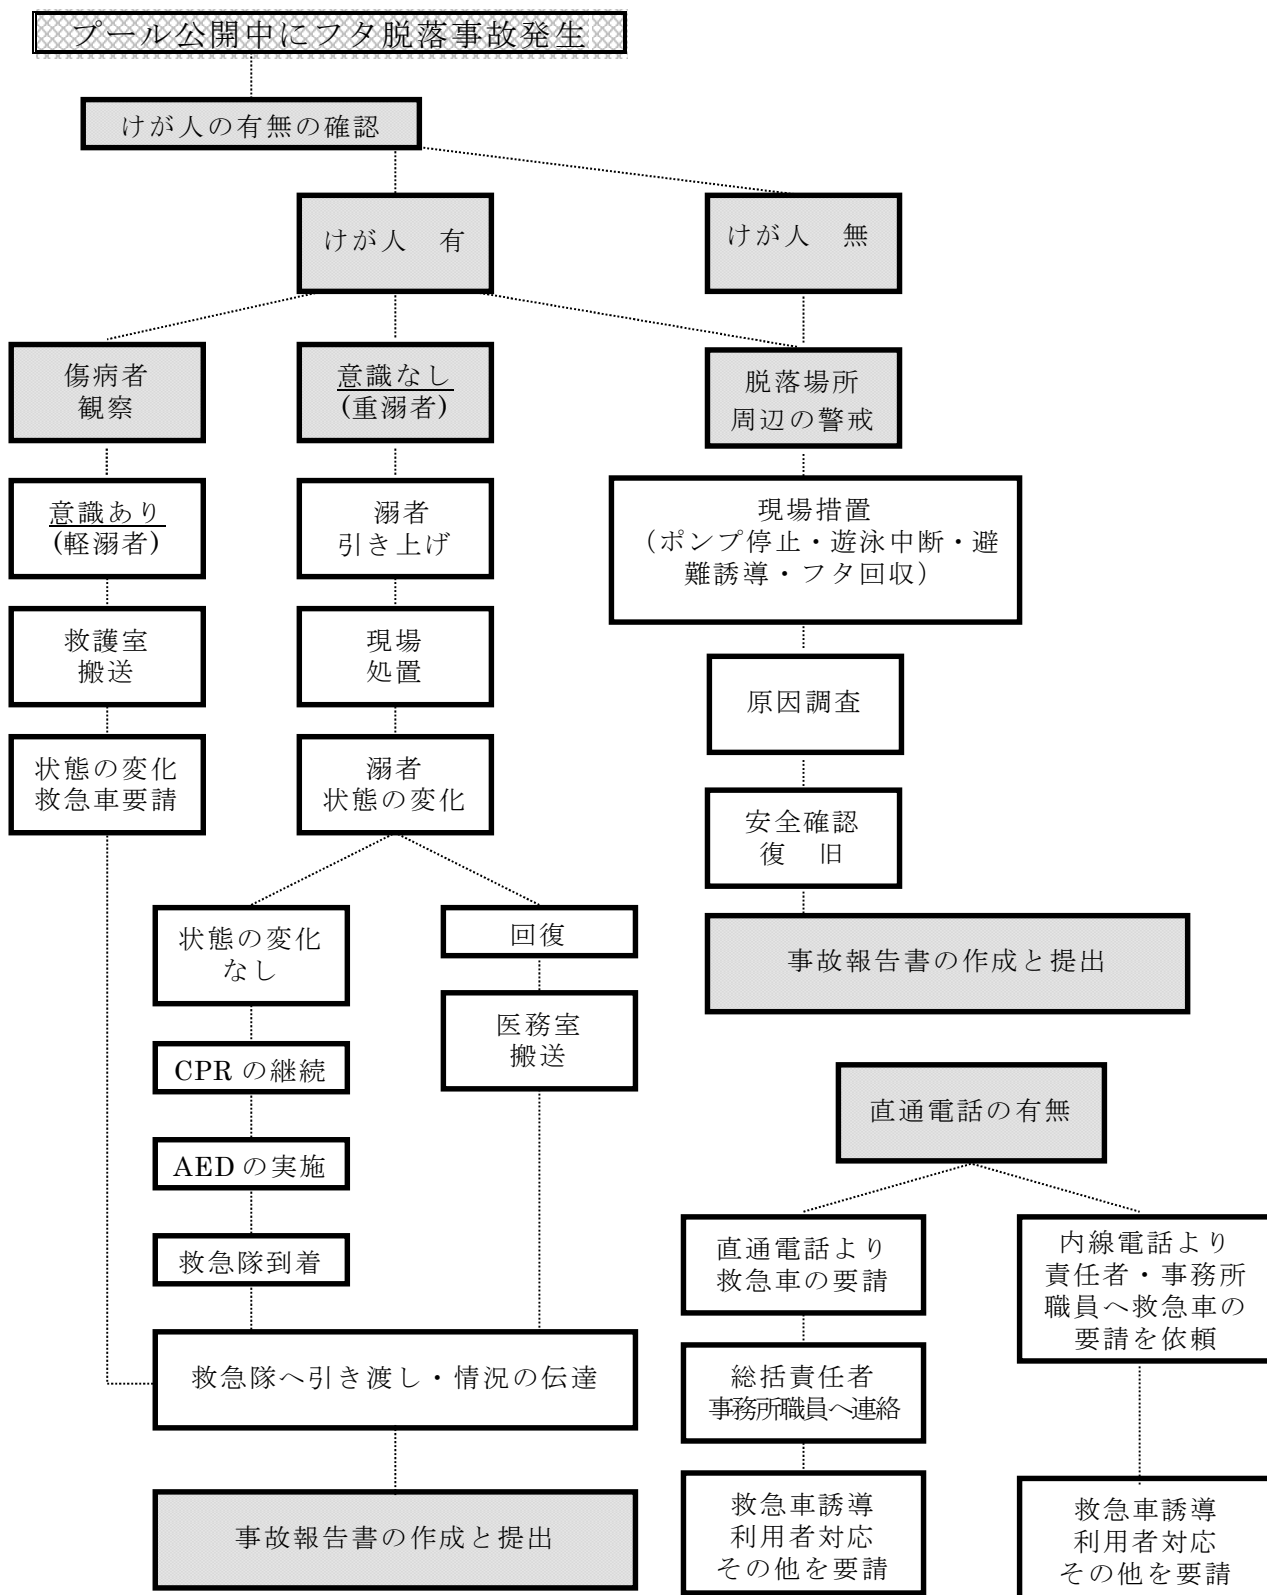 プール公開中にフタ脱落事故発生
けが人の有無の確認
けが人　有
けが人　無
傷病者
観察
意識なし
(重溺者)
脱落場所
周辺の警戒
意識あり
(軽溺者)
溺者
引き上げ
現場措置
（ポンプ停止・遊泳中断・避
難誘導・フタ回収）
救護室
搬送
現場
処置
原因調査
状態の変化
救急車要請
溺者
状態の変化
安全確認
復　旧
状態の変化
なし
回復
事故報告書の作成と提出
医務室
搬送
CPR の継続
AED の実施
救急隊到着
救急隊へ引き渡し・情況の伝達
事故報告書の作成と提出
直通電話の有無
直通電話より
救急車の要請
総括責任者
事務所職員へ連絡
救急車誘導
利用者対応
その他を要請
内線電話より
責任者・事務所
職員へ救急車の
要請を依頼
救急車誘導
利用者対応
その他を要請